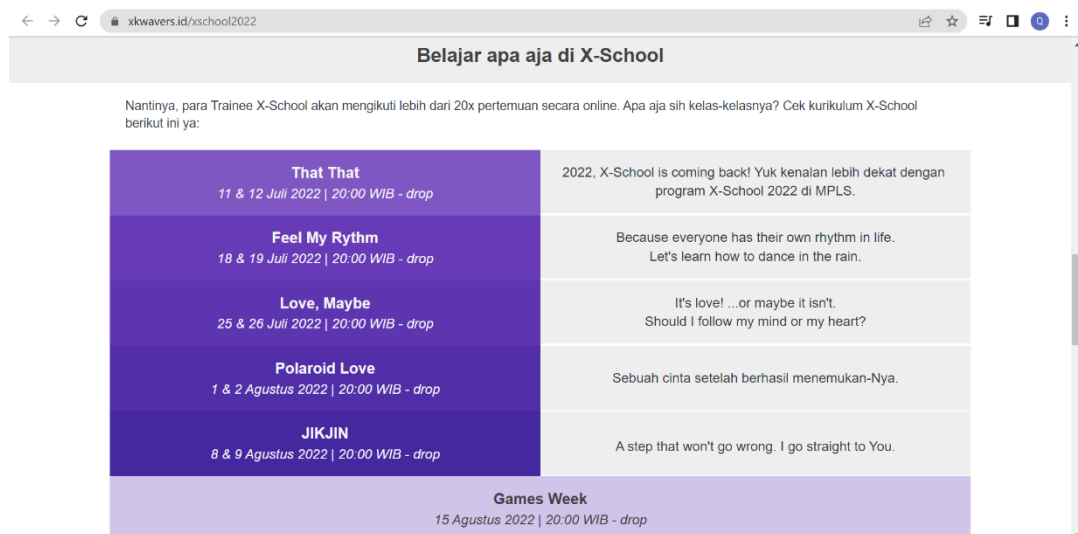 xkwavers.id/xschool2022
Q
Belajar apa aja di X-School
Nantinya, para Trainee X-School akan mengikuti lebih dari 20x pertemuan secara online. Apa aja sih kelas-kelasnya? Cek kurikulum X-School
berikut ini ya:
That That
11 & 12 Juli 2022 | 20:00 WIB - drop
2022, X-School is coming back! Yuk kenalan lebih dekat dengan
program X-School 2022 di MPLS.
Feel My Rythm
18 & 19 Juli 2022 | 20:00 WIB - drop
Because everyone has their own rhythm in life.
Let's learn how to dance in the rain.
Love, Maybe
25 & 26 Juli 2022 | 20:00 WIB - drop
It's love! ...or maybe it isn't.
Should I follow my mind or my heart?
Polaroid Love
1 & 2 Agustus 2022 | 20:00 WIB - drop
Sebuah cinta setelah berhasil menemukan-Nya.
JIKJIN
8 & 9 Agustus 2022 | 20:00 WIB - drop
A step that won't go wrong. I go straight to You.
Games Week
15 Agustus 2022 | 20:00 WIB - drop